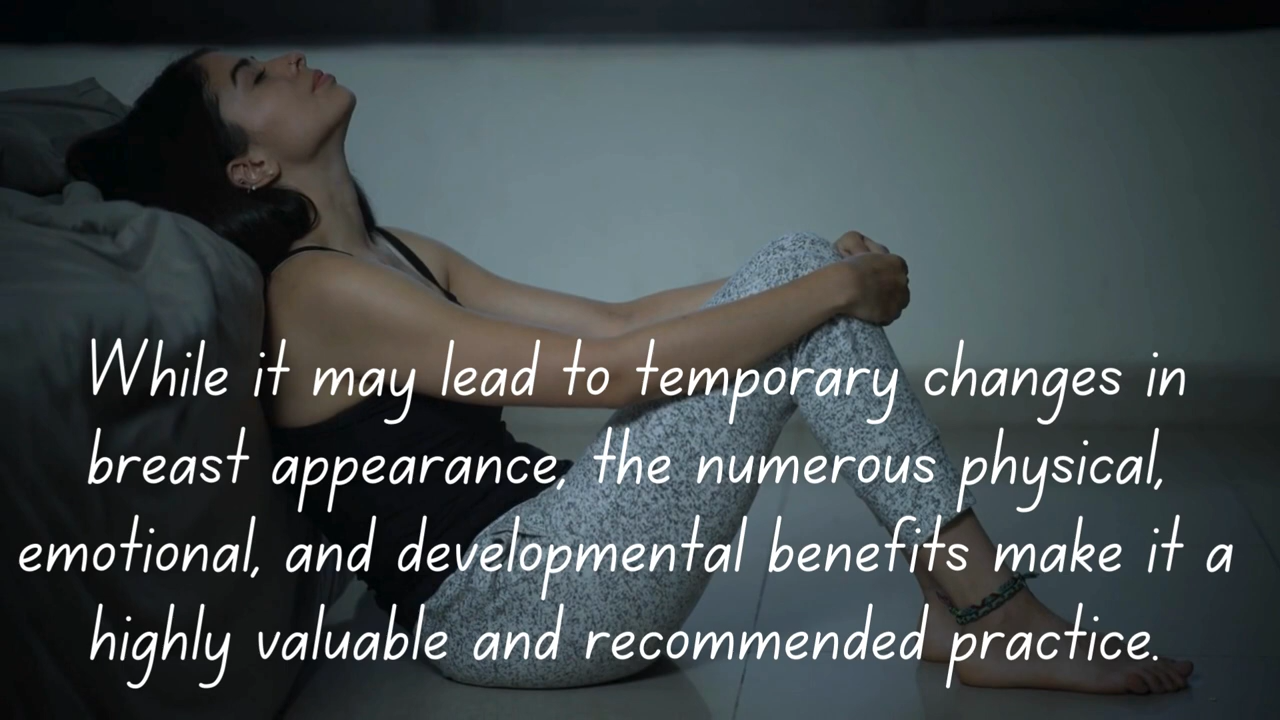 While it may lead to temporary changes in
breast appearance, the numerous physical,
emotional, and developmental benefits make it a
highly valuable and recommended practice.